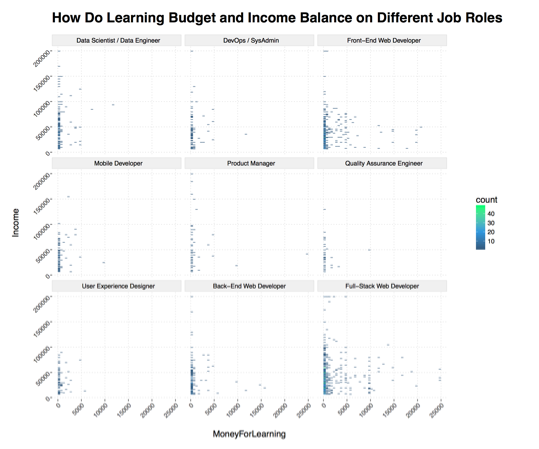 How Do Learning Budget and Income Balance on Different Job Roles
Data Scientist / Data Engineer
DevOps / SysAdmin
Front−End Web Developer
200000
150000
100000
50000
0
Mobile Developer
Product Manager
Quality Assurance Engineer
200000
150000
100000
50000
0
User Experience Designer
Back−End Web Developer
Full−Stack Web Developer
200000
150000
100000
50000
0
0 5000 10000 15000 20000 25000
0 5000 10000 15000 20000 25000
0 5000 10000 15000 20000 25000
Income
MoneyForLearning
count
40
30
20
10